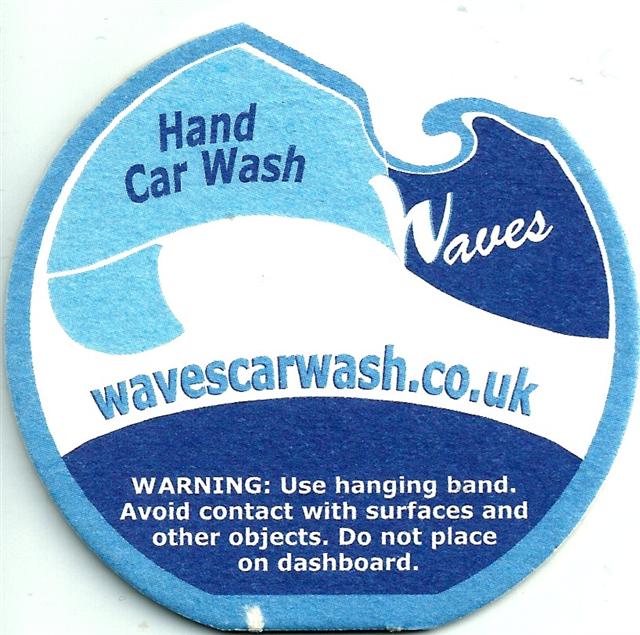 Hand
Car Wash
Waves
wavescarwash.co.uk
WARNING: Use hanging band.
Avoid contact with surfaces and
other objects. Do not place
on dashboard.